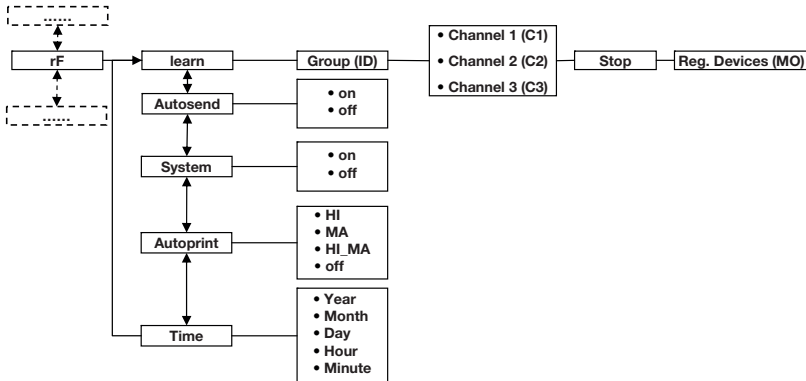 ......
rF
......
learn
Group (ID)
• Channel 1 (C1)
• Channel 2 (C2)
• Channel 3 (C3)
Stop
Reg. Devices (MO)
Autosend
• on
• off
System
• on
• off
Autoprint
• HI
• MA
• HI_MA
• off
Time
• Year
• Month
• Day
• Hour
• Minute